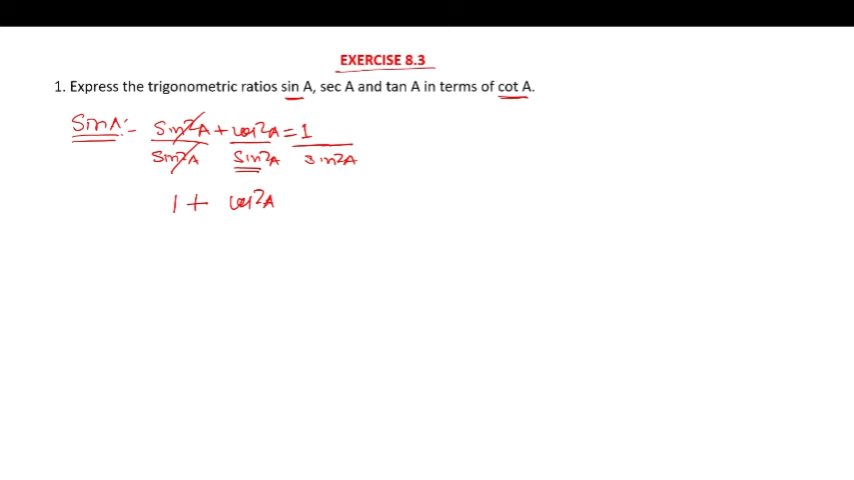 EXERCISE 8.3
1. Express the trigonometric ratios sin A, sec A and tan A in terms of cot A.
Sin A:- sin²A + cos²A = 1
sin²A sin²A sin²A
1 + cos²A